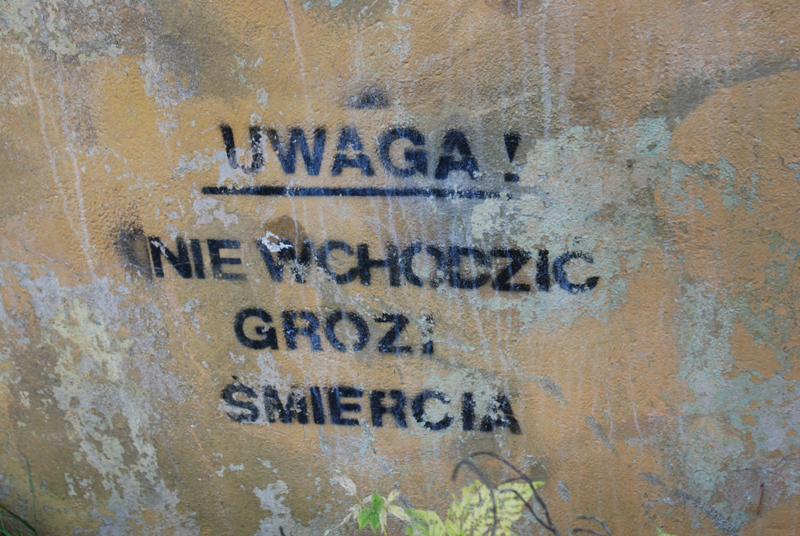 UWAGA!
NIE WCHODZIC
GROZI
ŚMIERCIA